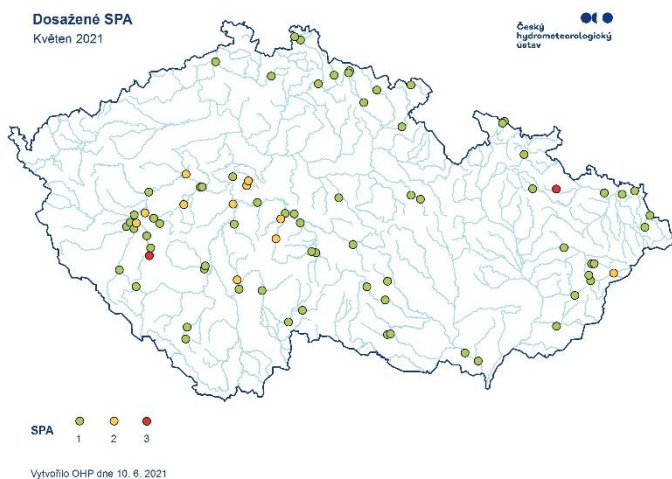 Dosažené SPA
Květen 2021
Český
hydrometeorologický
ústav
SPA
1 2 3
Vytvořilo OHP dne 10. 6. 2021